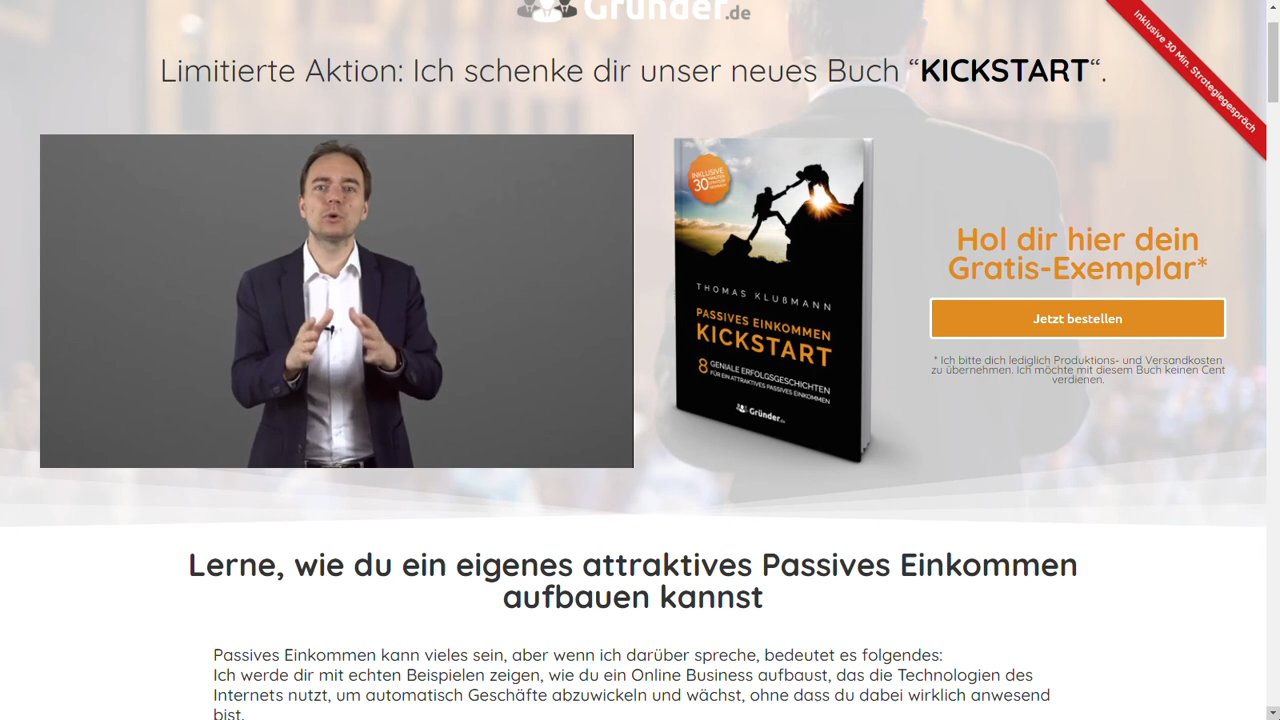 Gründer.de
Inklusive 30 Min. Strategiegespräch
Limitierte Aktion: Ich schenke dir unser neues Buch “KICKSTART“.
INKLUSIVE
30
THOMAS KLUßMANN
PASSIVES EINKOMMEN
KICKSTART
8 GENIALE ERFOLGSGESCHICHTEN
FÜR EIN ATTRAKTIVES PASSIVES EINKOMMEN
Gründer.de
Hol dir hier dein
Gratis-Exemplar*
Jetzt bestellen
* Ich bitte dich lediglich Produktions- und Versandkosten
zu übernehmen. Ich möchte mit diesem Buch keinen Cent
verdienen.
Lerne, wie du ein eigenes attraktives Passives Einkommen
aufbauen kannst
Passives Einkommen kann vieles sein, aber wenn ich darüber spreche, bedeutet es folgendes:
Ich werde dir mit echten Beispielen zeigen, wie du ein Online Business aufbaust, das die Technologien des
Internets nutzt, um automatisch Geschäfte abzuwickeln und wächst, ohne dass du dabei wirklich anwesend
bist.